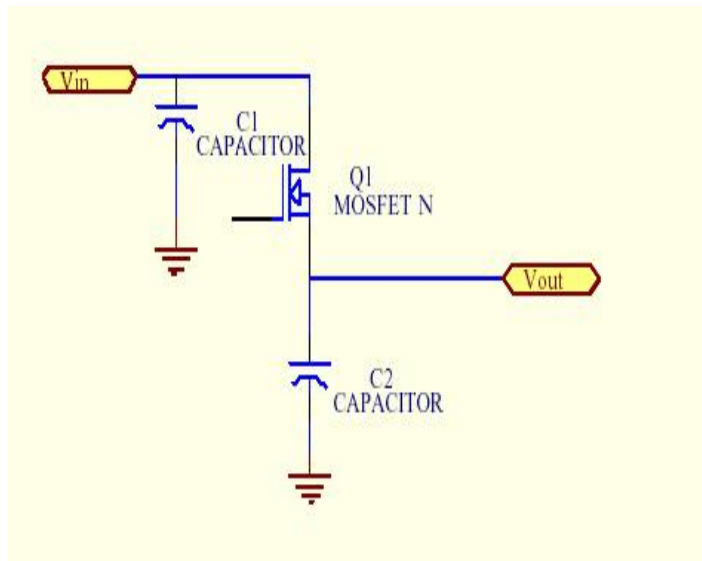 Vin
C1
CAPACITOR
Q1
MOSFET N
Vout
C2
CAPACITOR